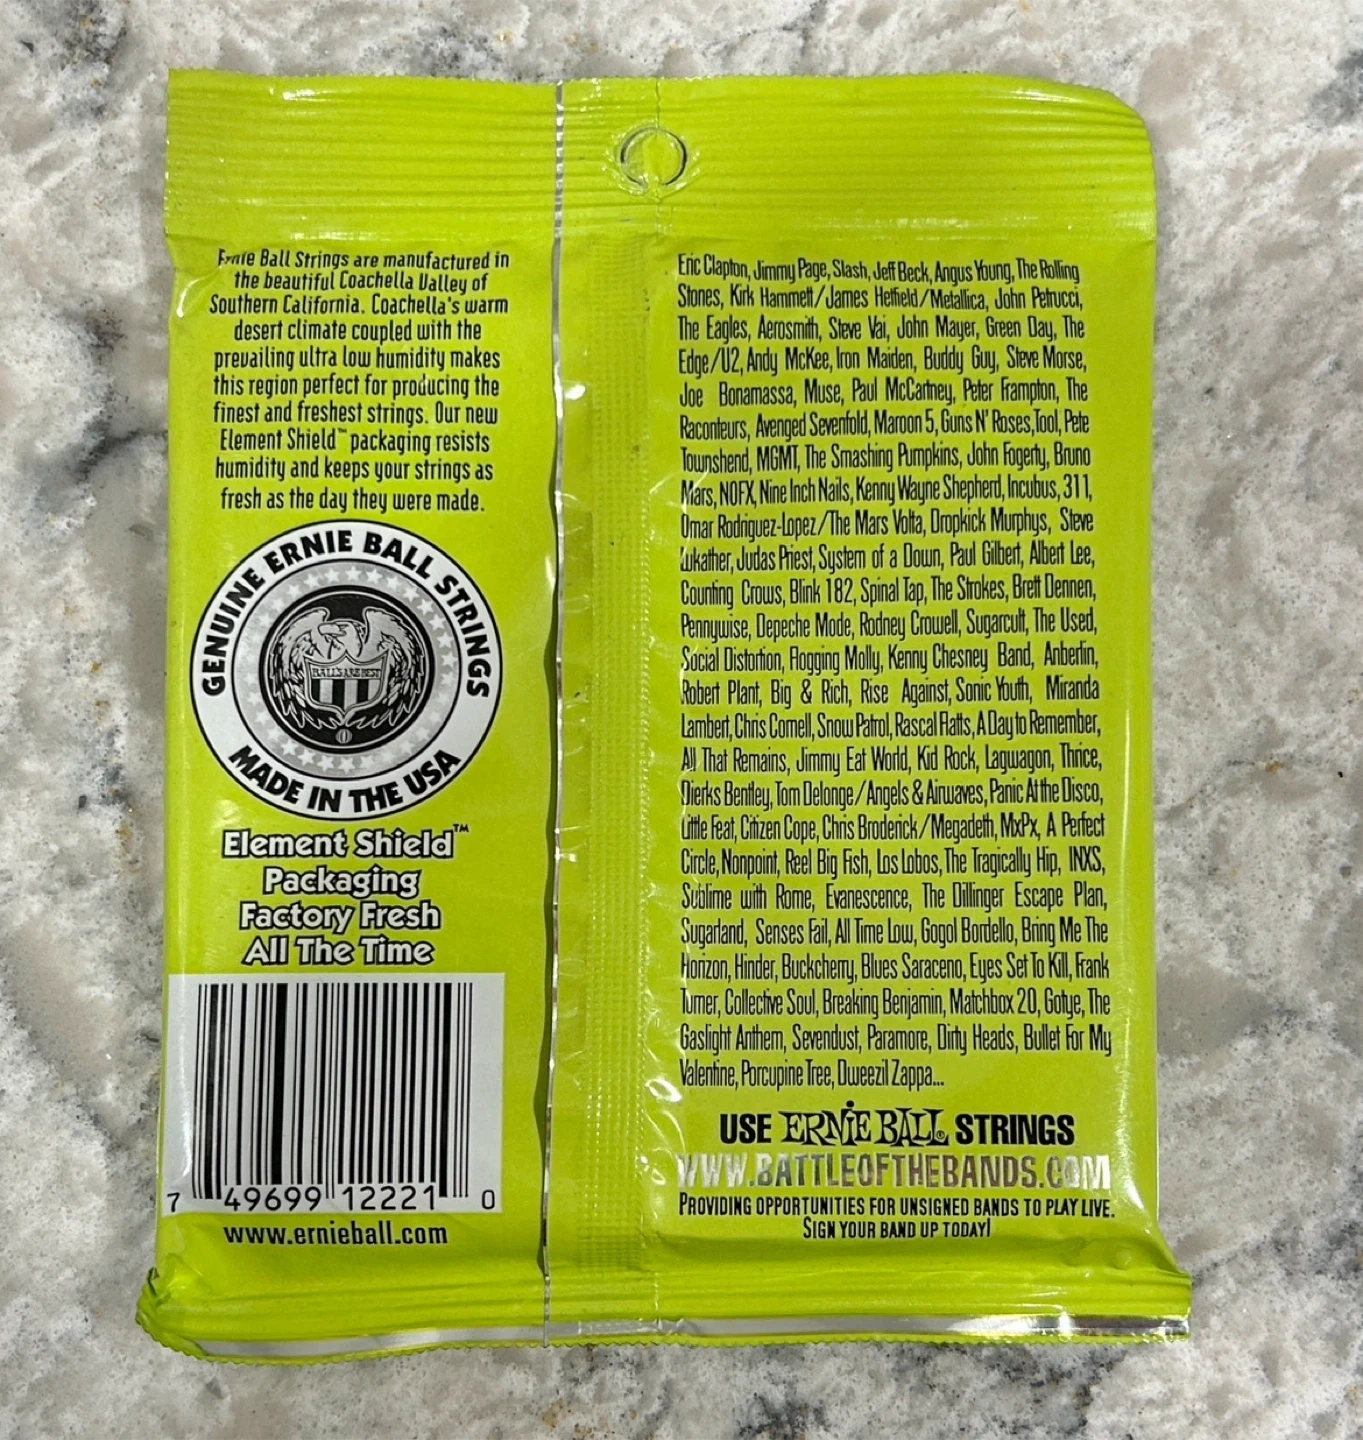 Ernie Ball Strings are manufactured in
the beautiful Coachella Valley of
Southern California. Coachella's warm
desert climate coupled with the
prevailing ultra low humidity makes
this region perfect for producing the
finest and freshest strings. Our new
Element Shield™ packaging resists
humidity and keeps your strings as
fresh as the day they were made.
GENUINE ERNIE BALL STRINGS
BALLS ARE BEST
MADE IN THE USA
Element Shield™
Packaging
Factory Fresh
All The Time
7 49699 12221 0
www.ernieball.com
Eric Clapton, Jimmy Page, Slash, Jeff Beck, Angus Young, The Rolling
Stones, Kirk Hammett/James Hetfield/Metallica, John Petrucci,
The Eagles, Aerosmith, Steve Vai, John Mayer, Green Day, The
Edge/U2, Andy McKee, Iron Maiden, Buddy Guy, Steve Morse,
Joe Bonamassa, Muse, Paul McCartney, Peter Frampton, The
Raconteurs, Avenged Sevenfold, Maroon 5, Guns N' Roses, Tool, Pete
Townshend, MGMT, The Smashing Pumpkins, John Fogerty, Bruno
Mars, NOFX, Nine Inch Nails, Kenny Wayne Shepherd, Incubus, 311,
Omar Rodriguez-Lopez/The Mars Volta, Dropkick Murphys, Steve
Lukather, Judas Priest, System of a Down, Paul Gilbert, Albert Lee,
Counting Crows, Blink 182, Spinal Tap, The Strokes, Brett Dennen,
Pennywise, Depeche Mode, Rodney Crowell, Sugarcult, The Used,
Social Distortion, Flogging Molly, Kenny Chesney Band, Anberlin,
Robert Plant, Big & Rich, Rise Against, Sonic Youth, Miranda
Lambert, Chris Cornell, Snow Patrol, Rascal Flatts, A Day to Remember,
All That Remains, Jimmy Eat World, Kid Rock, Lagwagon, Thrice,
Dierks Bentley, Tom Delonge/Angels & Airwaves, Panic At the Disco,
Little Feat, Citizen Cope, Chris Broderick/Megadeth, MxPx, A Perfect
Circle, Nonpoint, Reel Big Fish, Los Lobos, The Tragically Hip, INXS,
Sublime with Rome, Evanescence, The Dillinger Escape Plan,
Sugarland, Senses Fail, All Time Low, Gogol Bordello, Bring Me The
Horizon, Hinder, Buckcherry, Blues Saraceno, Eyes Set To Kill, Frank
Turner, Collective Soul, Breaking Benjamin, Matchbox 20, Gotye, The
Gaslight Anthem, Sevendust, Paramore, Dirty Heads, Bullet For My
Valentine, Porcupine Tree, Dweezil Zappa...
USE ERNIE BALL® STRINGS
WWW.BATTLEOFTHEBANDS.COM
PROVIDING OPPORTUNITIES FOR UNSIGNED BANDS TO PLAY LIVE.
SIGN YOUR BAND UP TODAY!